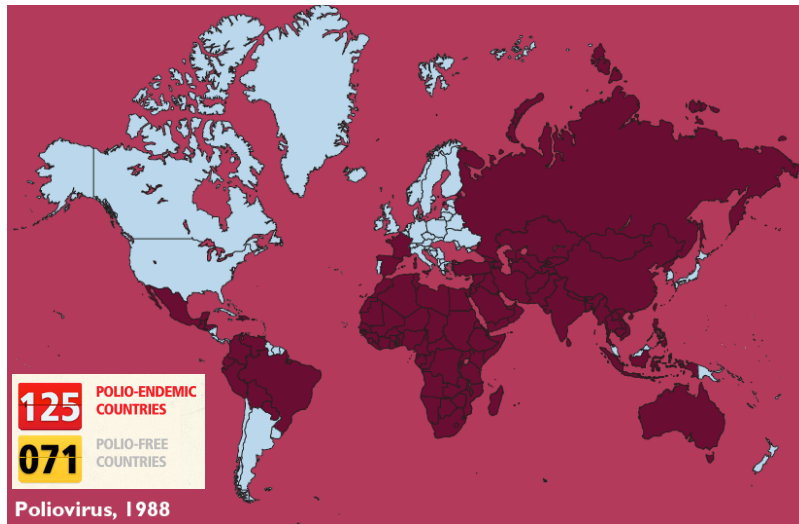 125 POLIO-ENDEMIC
COUNTRIES
071 POLIO-FREE
COUNTRIES
Poliovirus, 1988